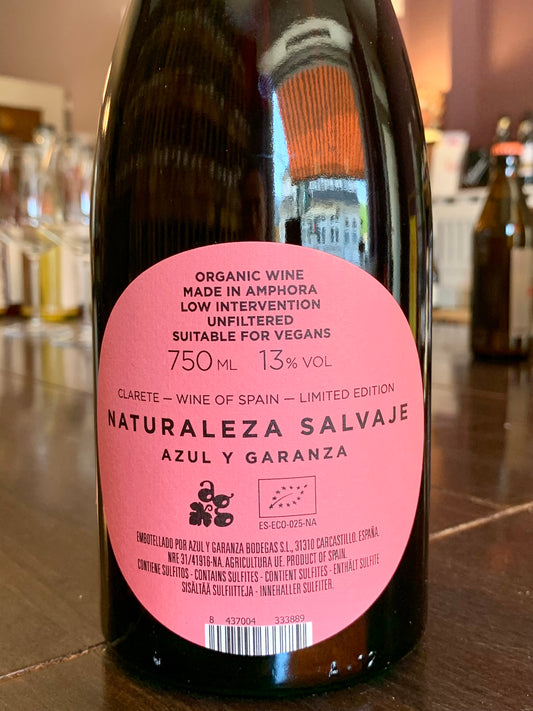 ORGANIC WINE
MADE IN AMPHORA
LOW INTERVENTION
UNFILTERED
SUITABLE FOR VEGANS
750 ML 13% VOL
CLARETE — WINE OF SPAIN — LIMITED EDITION
NATURALEZA SALVAJE
AZUL Y GARANZA
ES-ECO-025-NA
EMBOTELLADO POR AZUL Y GARANZA BODEGAS S.L., 31310 CARCASTILLO. ESPAÑA.
NRE 31/41916-NA. AGRICULTURA UE. PRODUCT OF SPAIN.
CONTIENE SULFITOS - CONTAINS SULFITES - CONTIENT SULFITES - ENTHÄLT SULFITE
SISÄLTÄÄ SULFIITTEJA - INNEHALLER SULFITER.
8 437004 333889